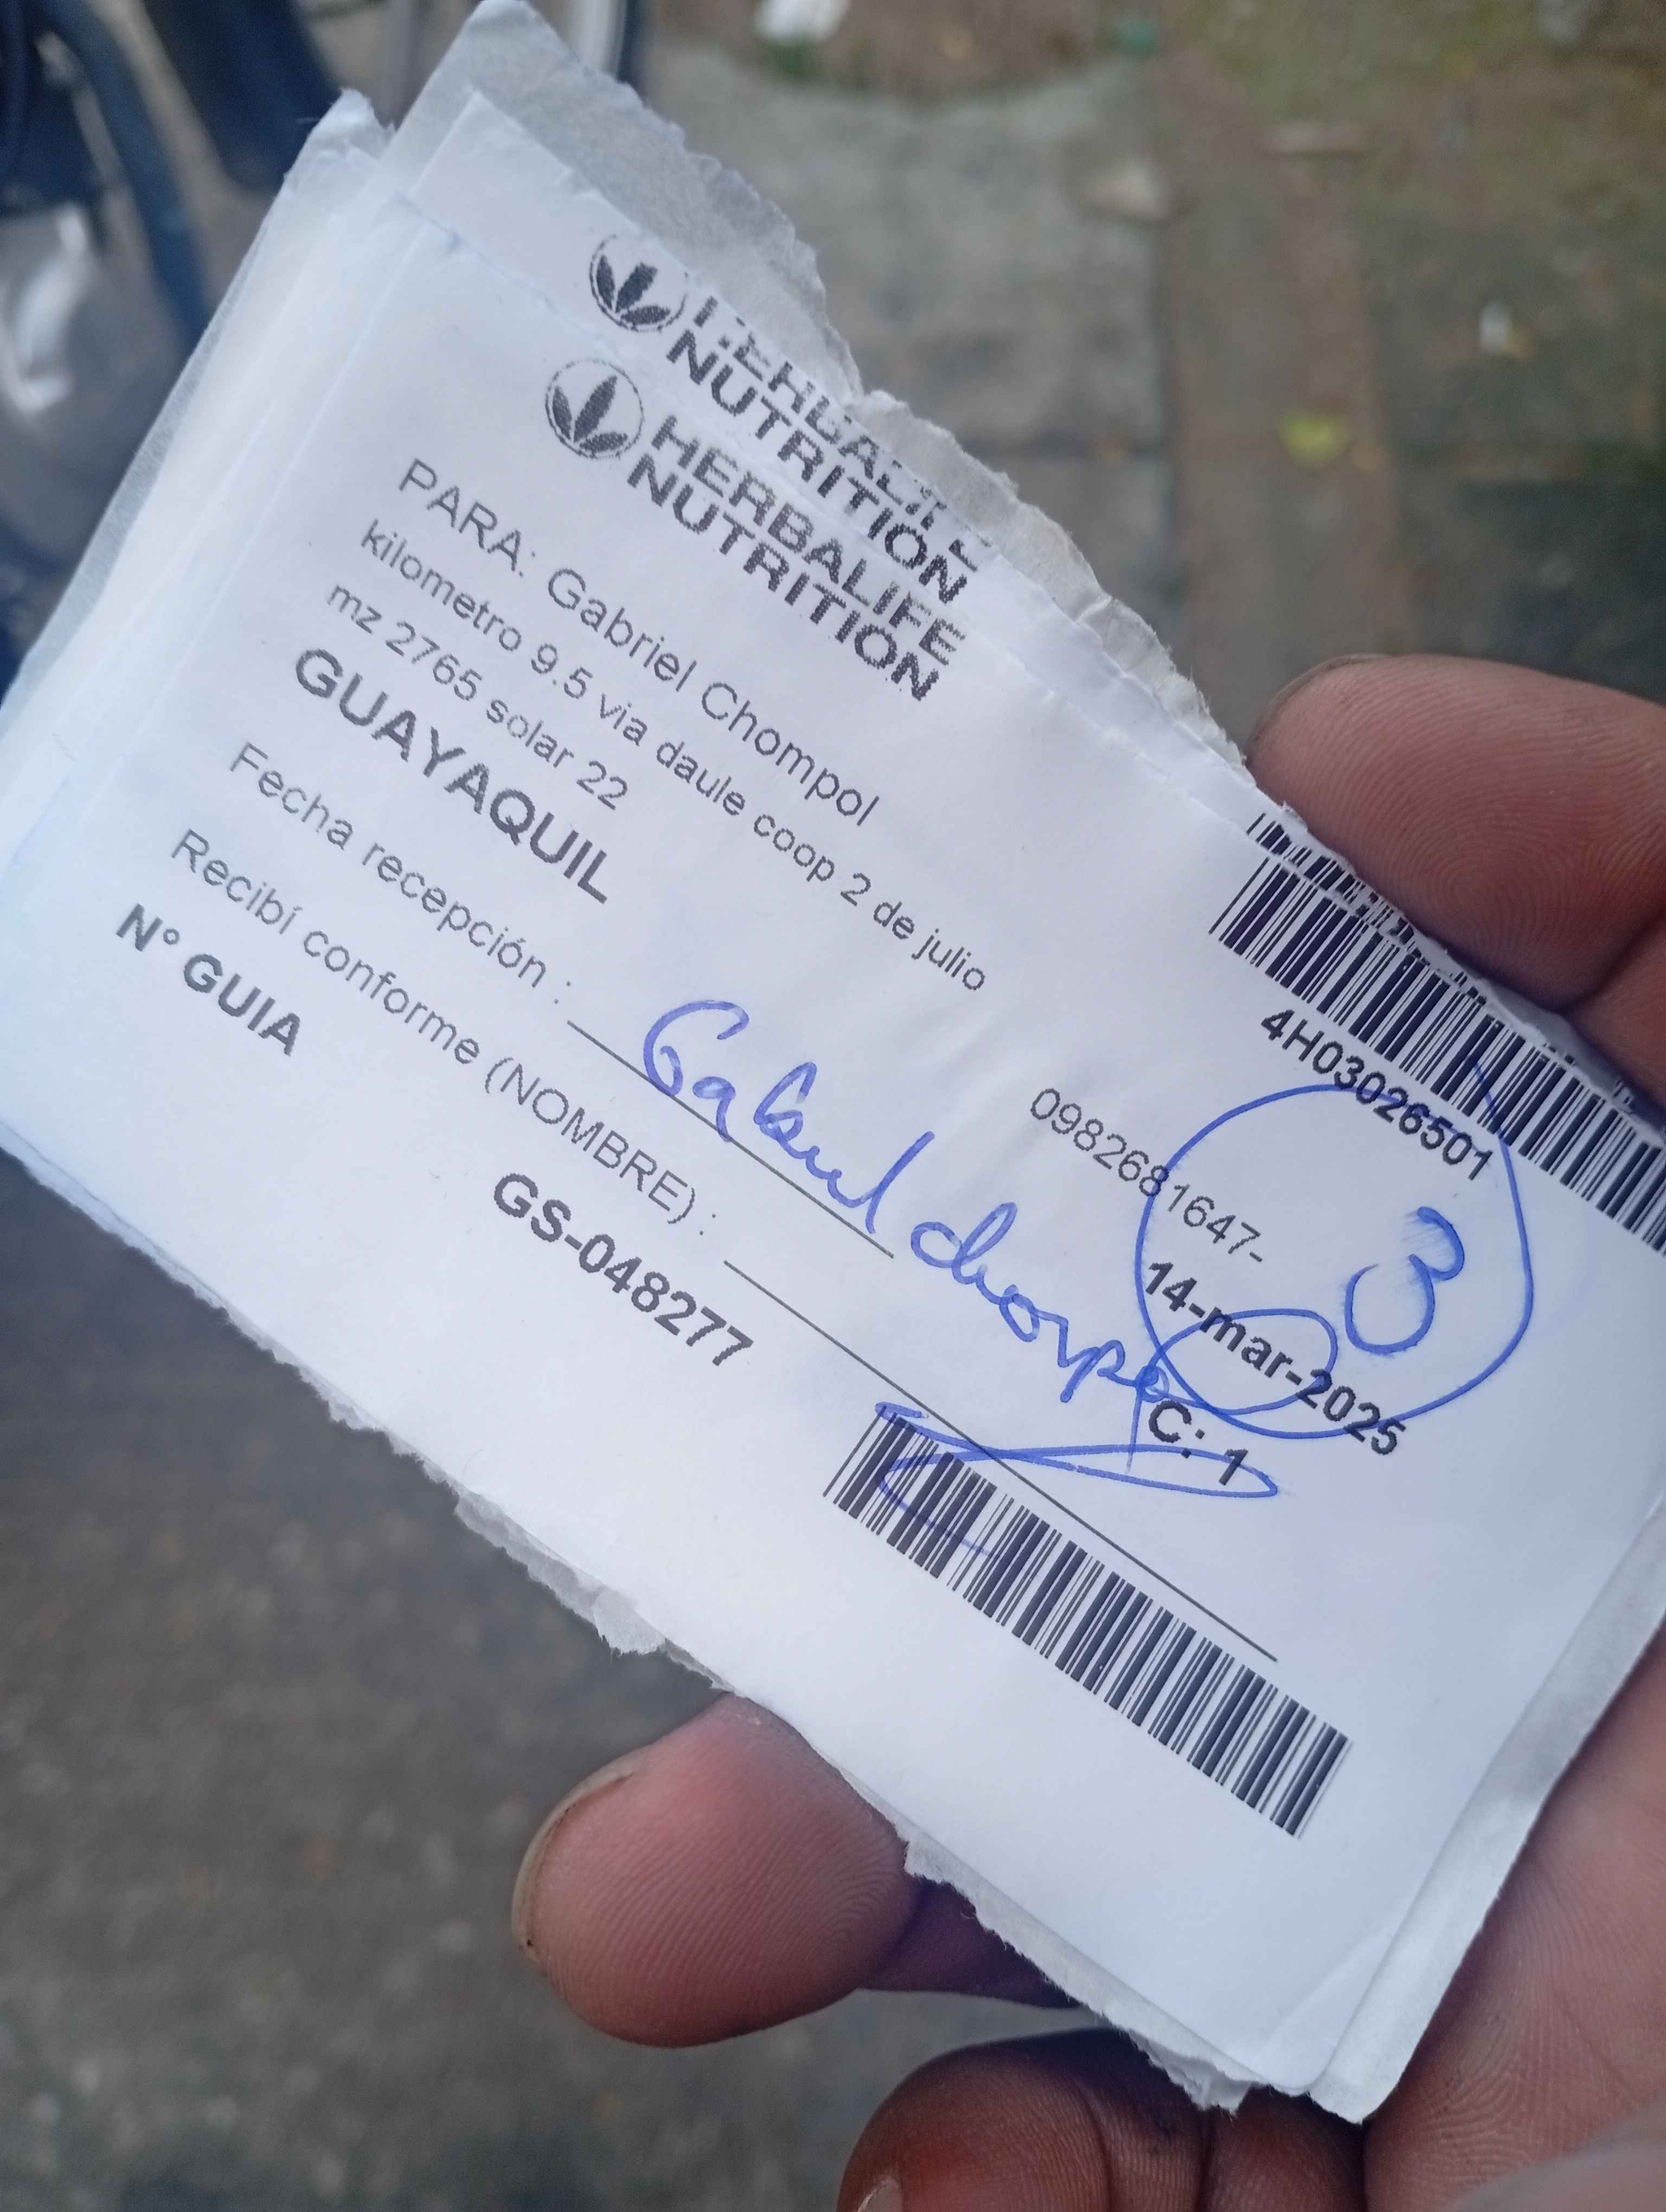 NUTRITION
HERBALIFE
NUTRITION
4H03026501
PARA: Gabriel Chompol
kilometro 9.5 via daule coop 2 de julio
mz 2765 solar 22
0982681647-
GUAYAQUIL
14-mar-2025
3
Fecha recepción :
C: 1
Recibí conforme (NOMBRE) :
N° GUIA
GS-048277